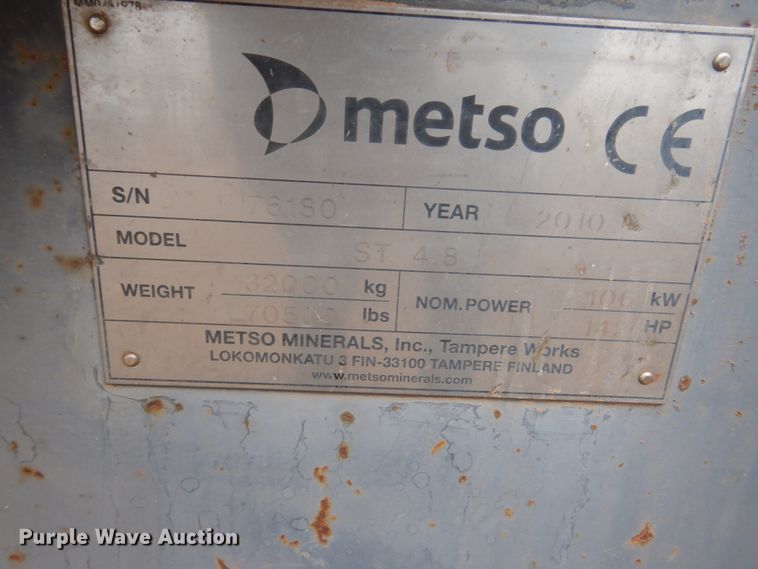 metso CE
S/N 76180 YEAR 2010
MODEL ST 4.8
WEIGHT 32000 kg NOM.POWER 106 kW
lbs HP
METSO MINERALS, Inc., Tampere Works
LOKOMONKATU 3 FIN-33100 TAMPERE FINLAND
www.metsominerals.com
Purple Wave Auction